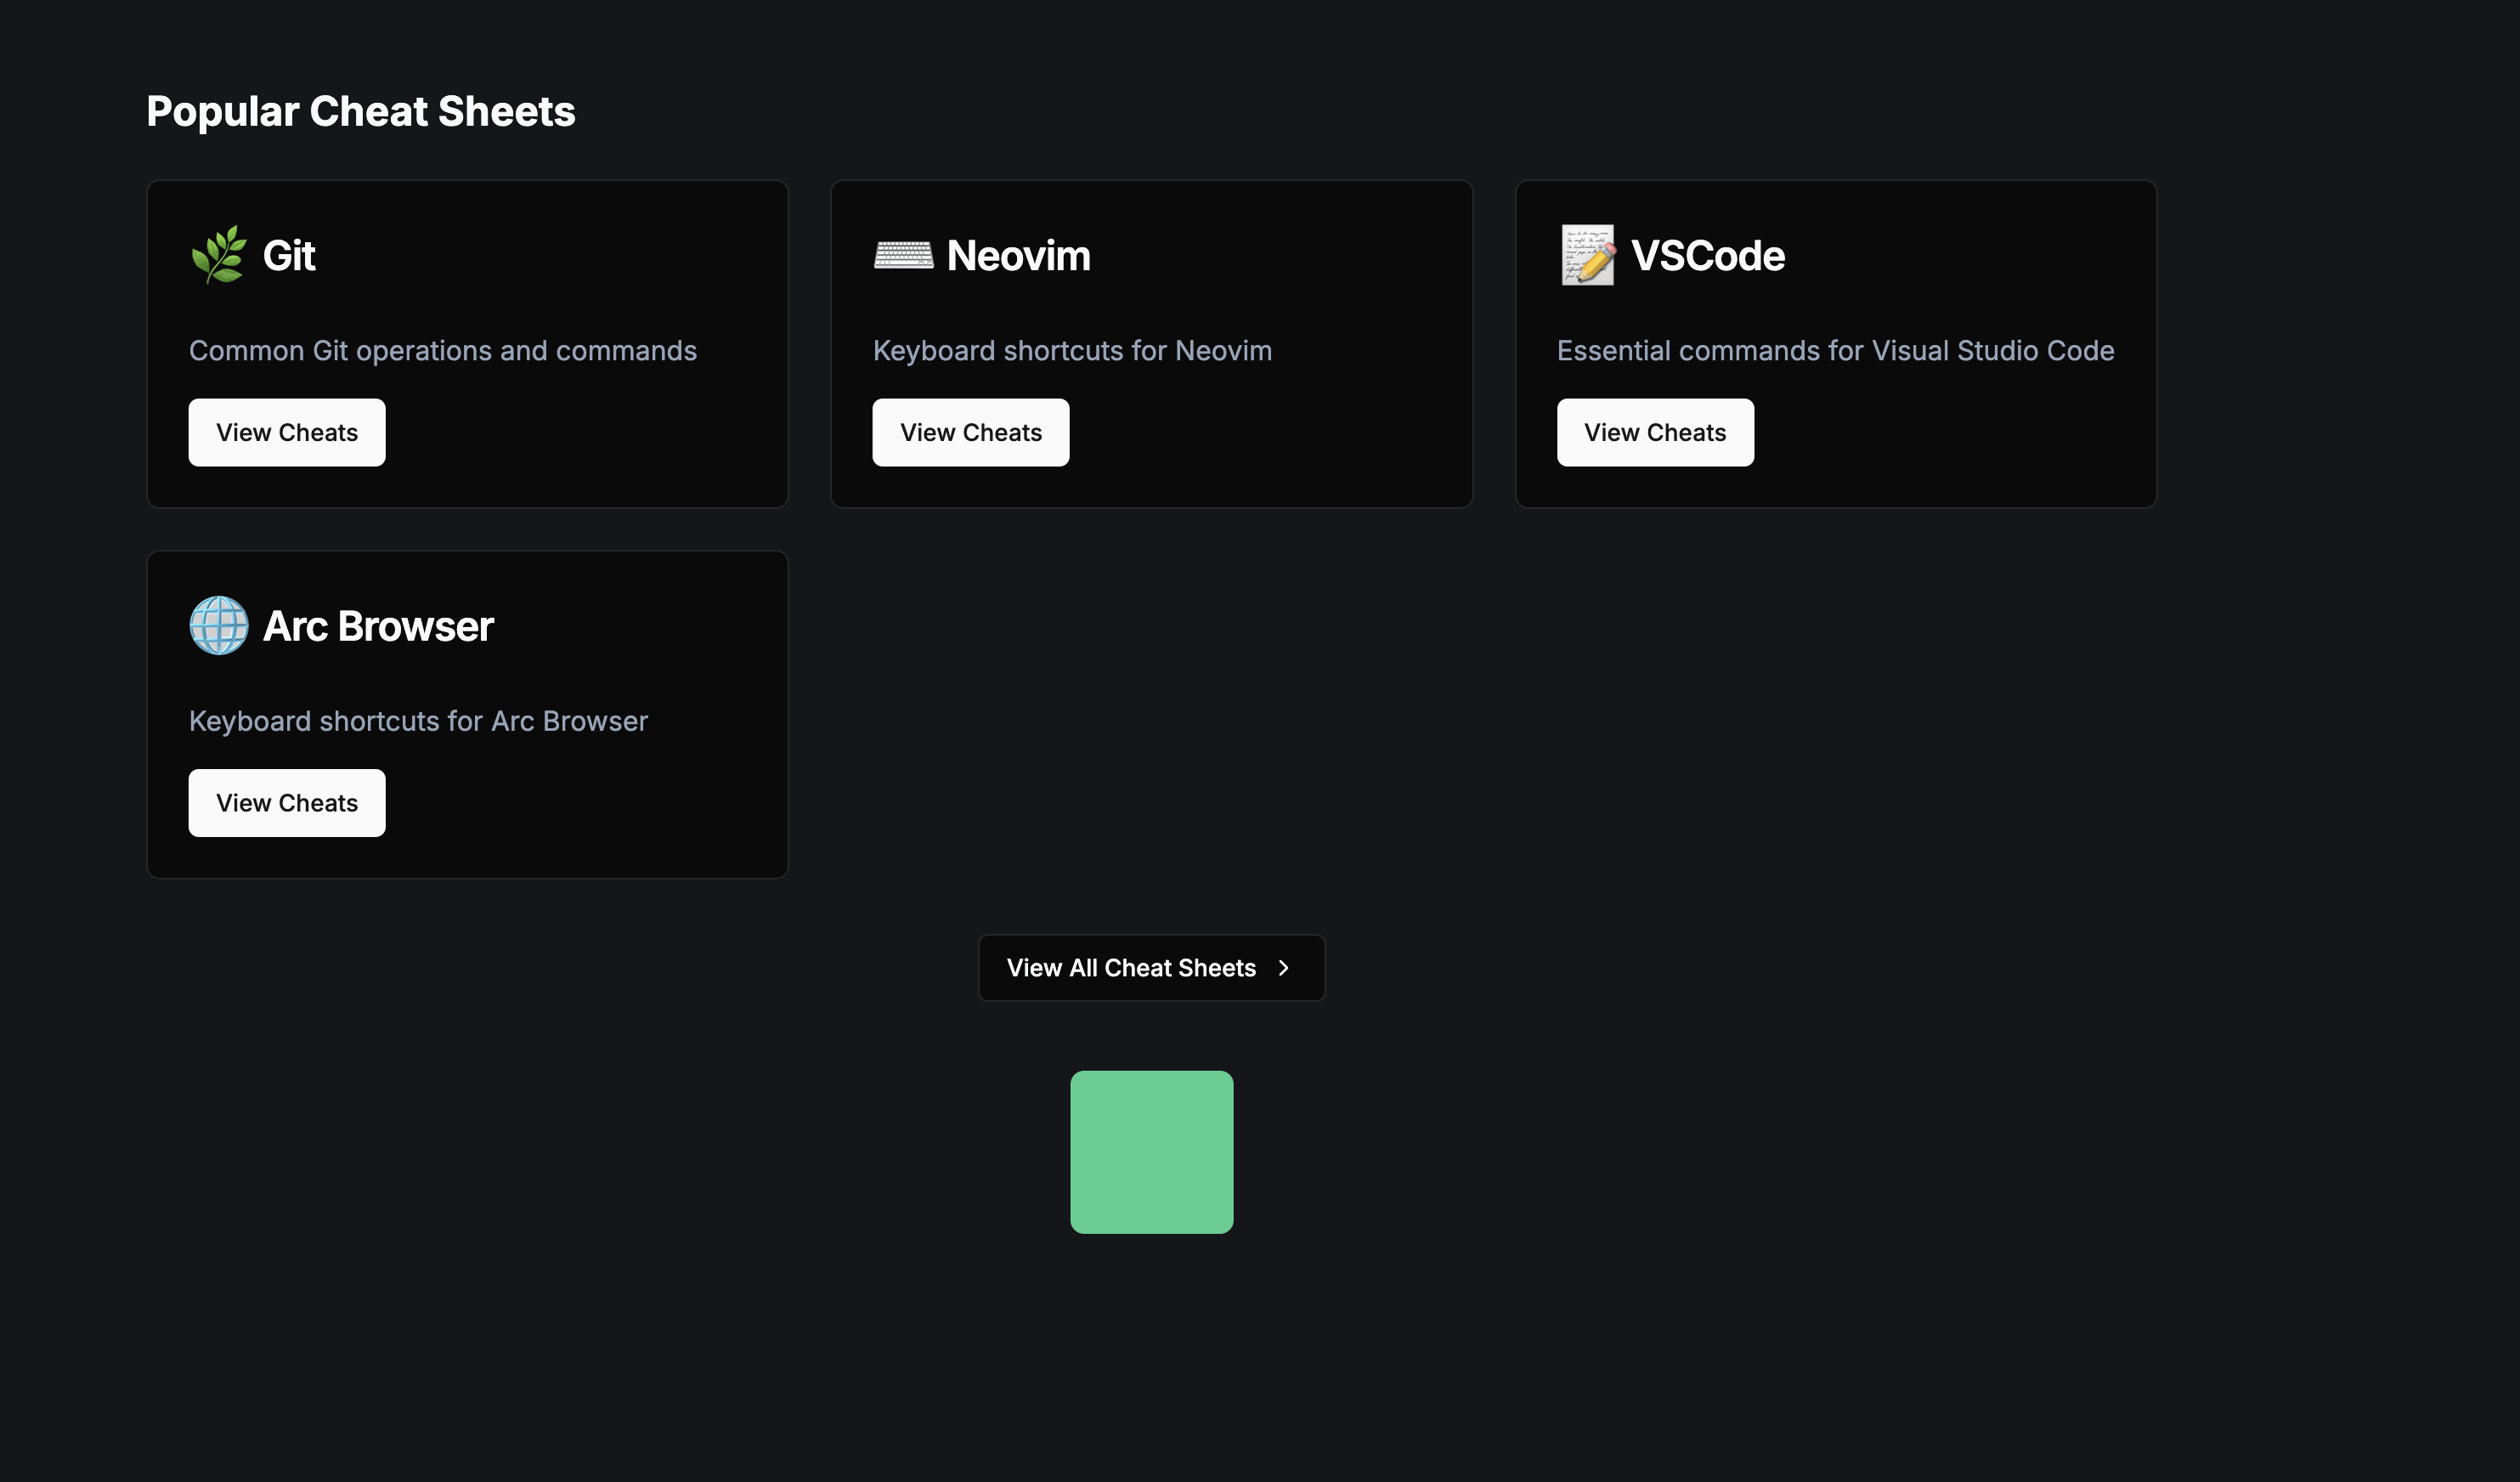 Popular Cheat Sheets
Git
Common Git operations and commands
View Cheats
Neovim
Keyboard shortcuts for Neovim
View Cheats
VSCode
Essential commands for Visual Studio Code
View Cheats
Arc Browser
Keyboard shortcuts for Arc Browser
View Cheats
View All Cheat Sheets